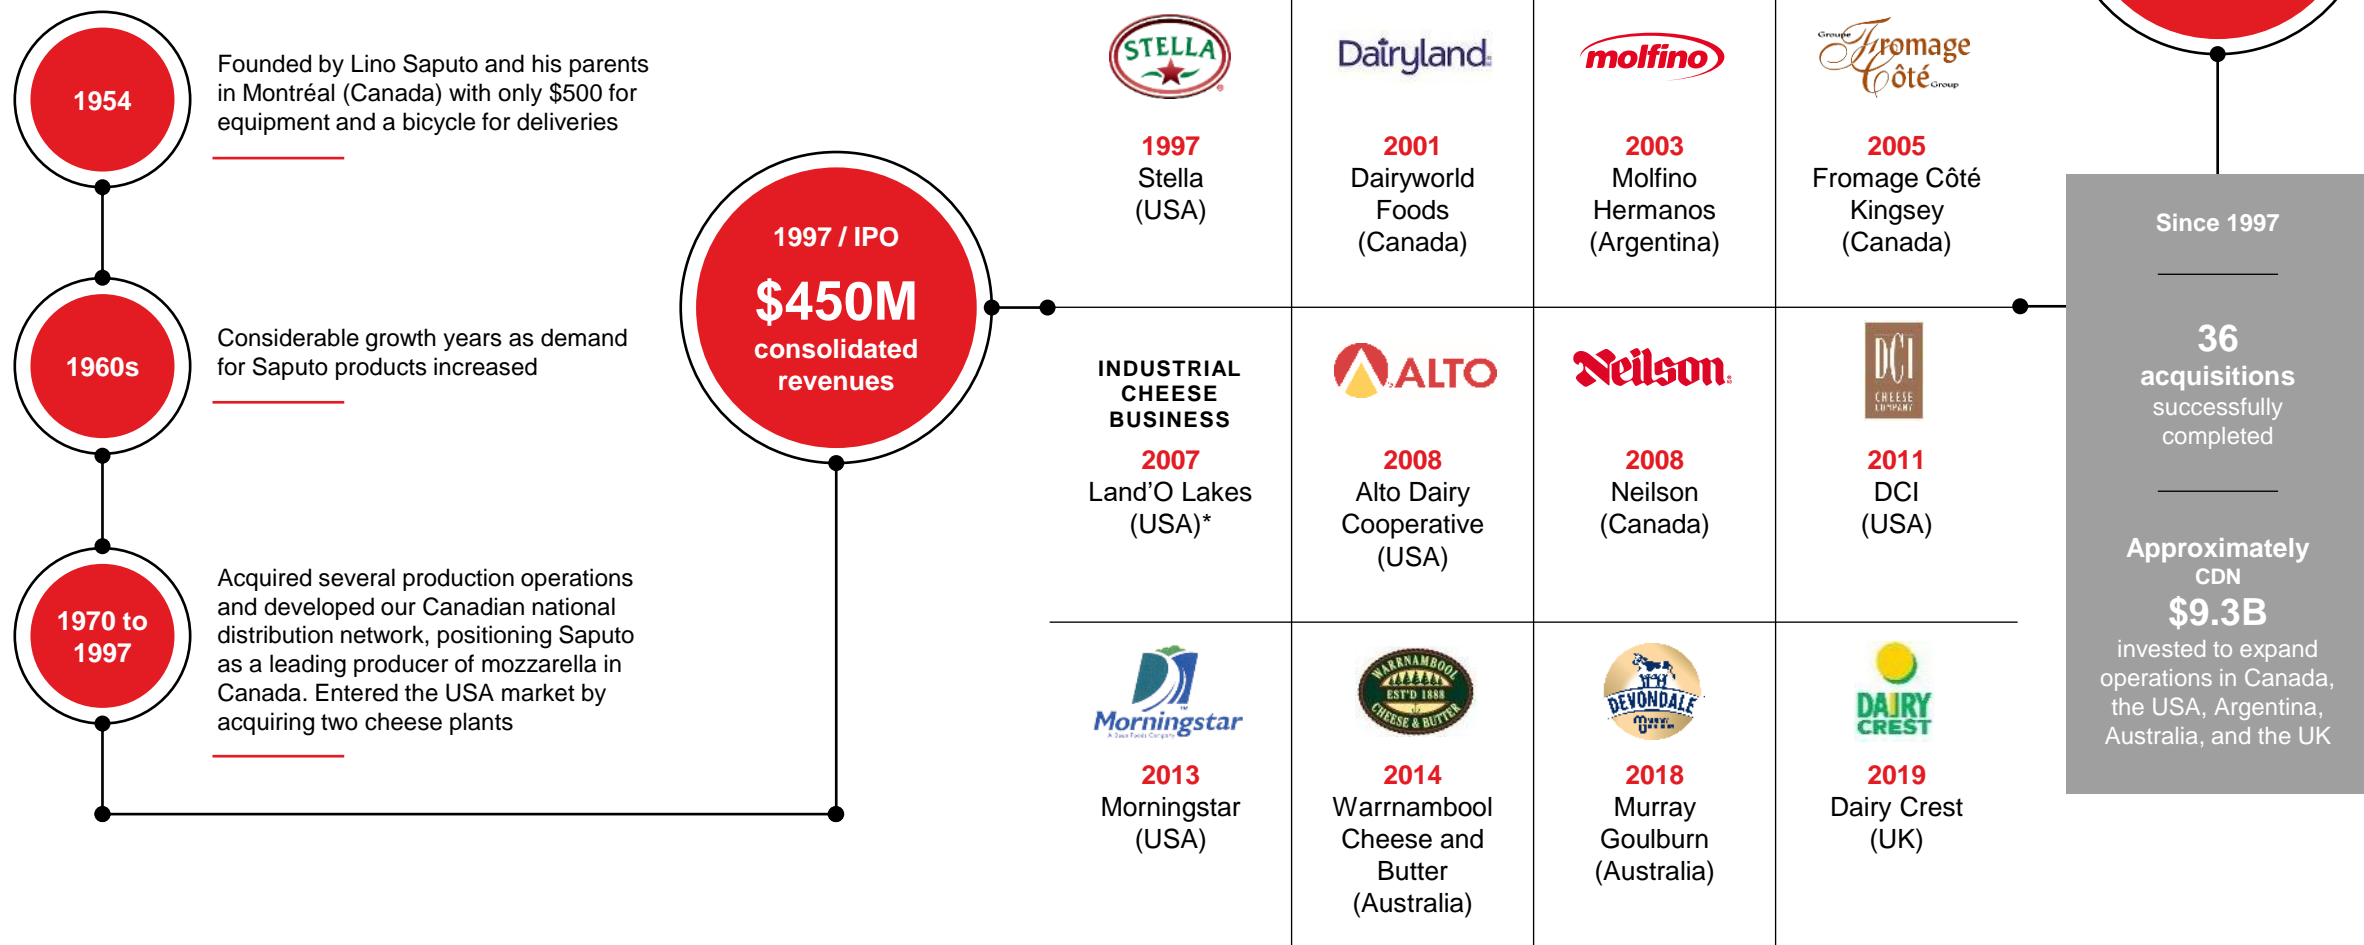 1954
Founded by Lino Saputo and his parents
in Montréal (Canada) with only $500 for
equipment and a bicycle for deliveries
1960s
Considerable growth years as demand
for Saputo products increased
1970 to
1997
Acquired several production operations
and developed our Canadian national
distribution network, positioning Saputo
as a leading producer of mozzarella in
Canada. Entered the USA market by
acquiring two cheese plants
1997 / IPO
$450M
consolidated
revenues
STELLA
1997
Stella
(USA)
Dairyland
2001
Dairyworld
Foods
(Canada)
molfino
2003
Molfino
Hermanos
(Argentina)
Groupe
Fromage
Côté Group
2005
Fromage Côté
Kingsey
(Canada)
INDUSTRIAL
CHEESE
BUSINESS
2007
Land'O Lakes
(USA)*
ALTO
2008
Alto Dairy
Cooperative
(USA)
Neilson
2008
Neilson
(Canada)
DCI
CHEESE
COMPANY
2011
DCI
(USA)
Morningstar
A Dean Foods Company
2013
Morningstar
(USA)
WARRNAMBOOL
EST'D 1888
CHEESE & BUTTER
2014
Warrnambool
Cheese and
Butter
(Australia)
DEVONDALE
2018
Murray
Goulburn
(Australia)
DAIRY
CREST
2019
Dairy Crest
(UK)
Since 1997
36
acquisitions
successfully
completed
Approximately
CDN
$9.3B
invested to expand
operations in Canada,
the USA, Argentina,
Australia, and the UK